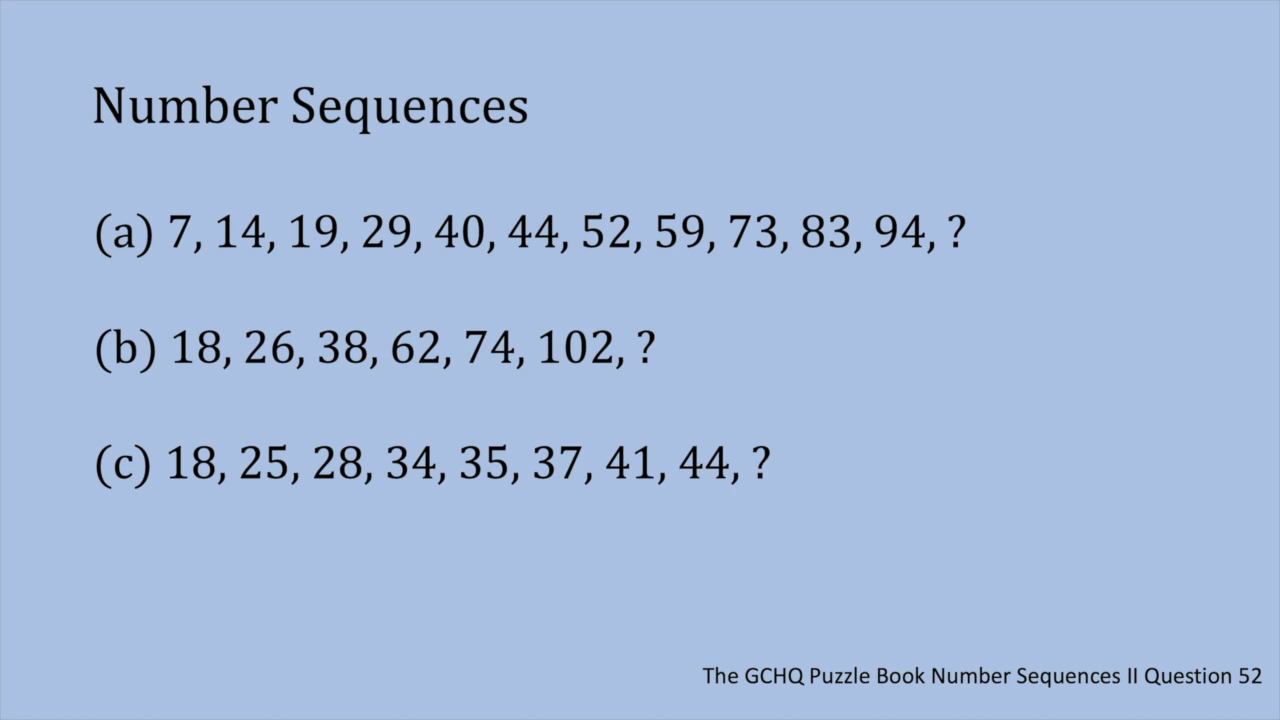 Number Sequences
(a) 7, 14, 19, 29, 40, 44, 52, 59, 73, 83, 94, ?
(b) 18, 26, 38, 62, 74, 102, ?
(c) 18, 25, 28, 34, 35, 37, 41, 44, ?
The GCHQ Puzzle Book Number Sequences II Question 52